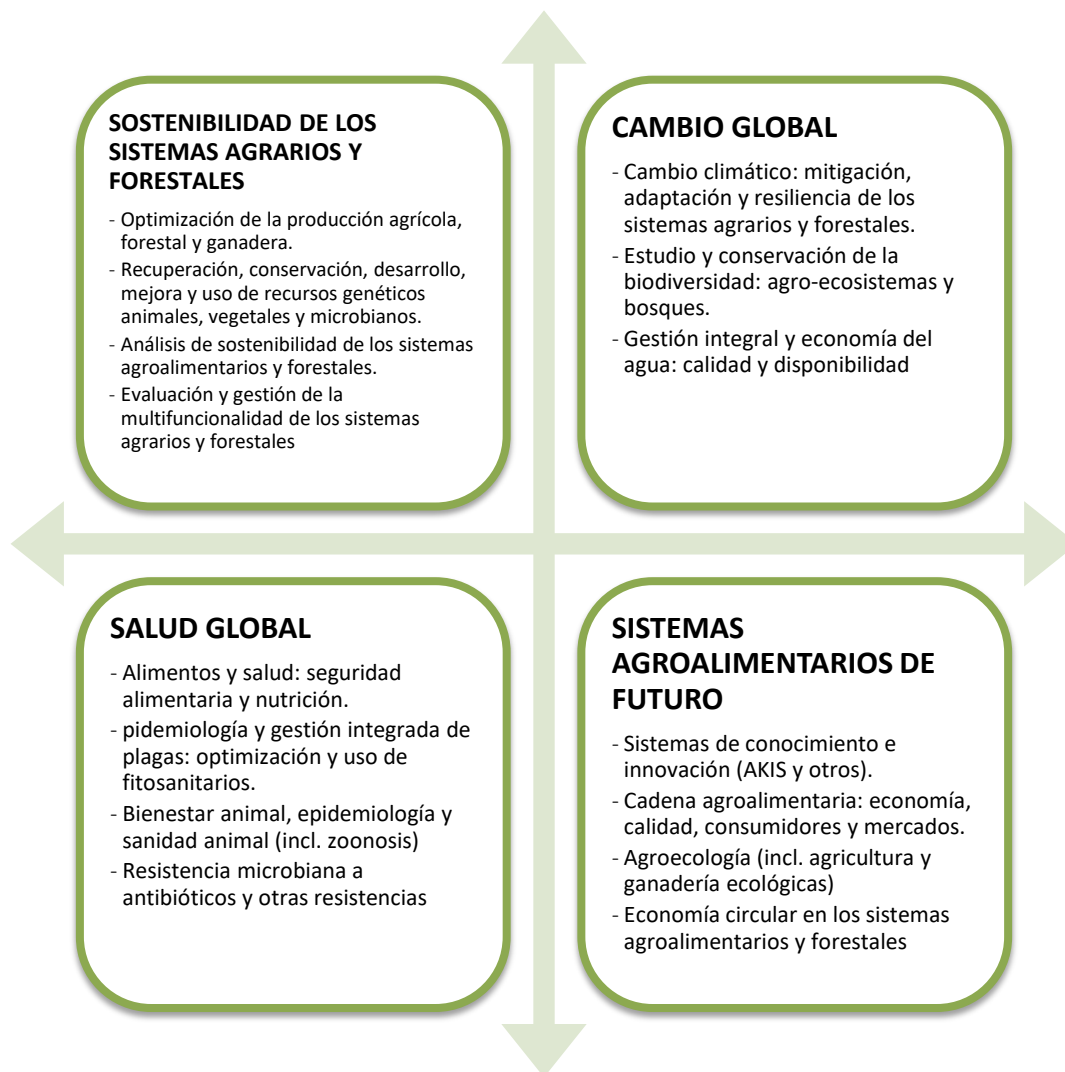 SOSTENIBILIDAD DE LOS
SISTEMAS AGRARIOS Y
FORESTALES
- Optimización de la producción agrícola,
forestal y ganadera.
- Recuperación, conservación, desarrollo,
mejora y uso de recursos genéticos
animales, vegetales y microbianos.
- Análisis de sostenibilidad de los sistemas
agroalimentarios y forestales.
- Evaluación y gestión de la
multifuncionalidad de los sistemas
agrarios y forestales
CAMBIO GLOBAL
- Cambio climático: mitigación,
adaptación y resiliencia de los
sistemas agrarios y forestales.
- Estudio y conservación de la
biodiversidad: agro-ecosistemas y
bosques.
- Gestión integral y economía del
agua: calidad y disponibilidad
SALUD GLOBAL
- Alimentos y salud: seguridad
alimentaria y nutrición.
- pidemiología y gestión integrada de
plagas: optimización y uso de
fitosanitarios.
- Bienestar animal, epidemiología y
sanidad animal (incl. zoonosis)
- Resistencia microbiana a
antibióticos y otras resistencias
SISTEMAS
AGROALIMENTARIOS DE
FUTURO
- Sistemas de conocimiento e
innovación (AKIS y otros).
- Cadena agroalimentaria: economía,
calidad, consumidores y mercados.
- Agroecología (incl. agricultura y
ganadería ecológicas)
- Economía circular en los sistemas
agroalimentarios y forestales